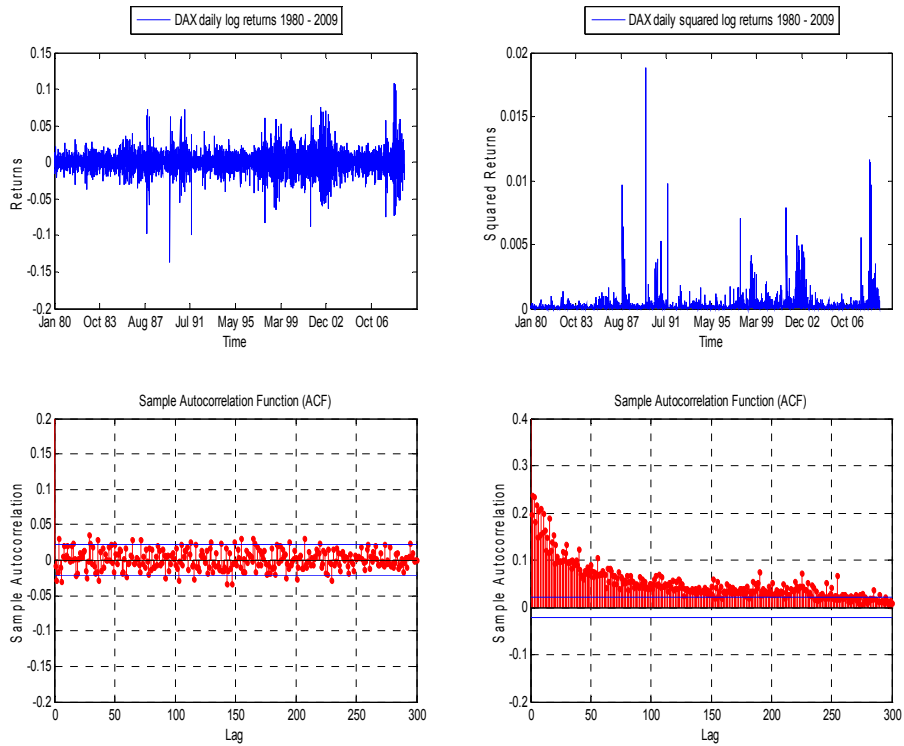 DAX daily log returns 1980 - 2009
0.15
0.1
0.05
0
-0.05
-0.1
-0.15
-0.2
Returns
Jan 80 Oct 83 Aug 87 Jul 91 May 95 Mar 99 Dec 02 Oct 06
Time
DAX daily squared log returns 1980 - 2009
0.02
0.015
0.01
0.005
0
Squared Returns
Jan 80 Oct 83 Aug 87 Jul 91 May 95 Mar 99 Dec 02 Oct 06
Time
Sample Autocorrelation Function (ACF)
0.2
0.15
0.1
0.05
0
-0.05
-0.1
-0.15
-0.2
Sample Autocorrelation
0 50 100 150 200 250 300
Lag
Sample Autocorrelation Function (ACF)
0.4
0.3
0.2
0.1
0
-0.1
-0.2
Sample Autocorrelation
0 50 100 150 200 250 300
Lag